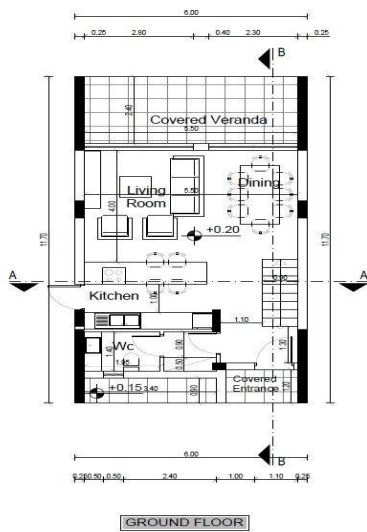 6.00
0.25 2.80 0.40 2.30 0.25
B
2.40
Covered Veranda
5.50
Living
Room
Dining
5.50
4.00
+0.20
11.70
11.70
A
A
0.90
Kitchen
1.00
1.10
Wc
1.40
1.85
0.90
0.50
1.30
+0.15
3.40
0.90
Covered
Entrance
1.20
B
6.00
0.25 0.50 0.50 2.40 1.00 1.10 0.25
GROUND FLOOR